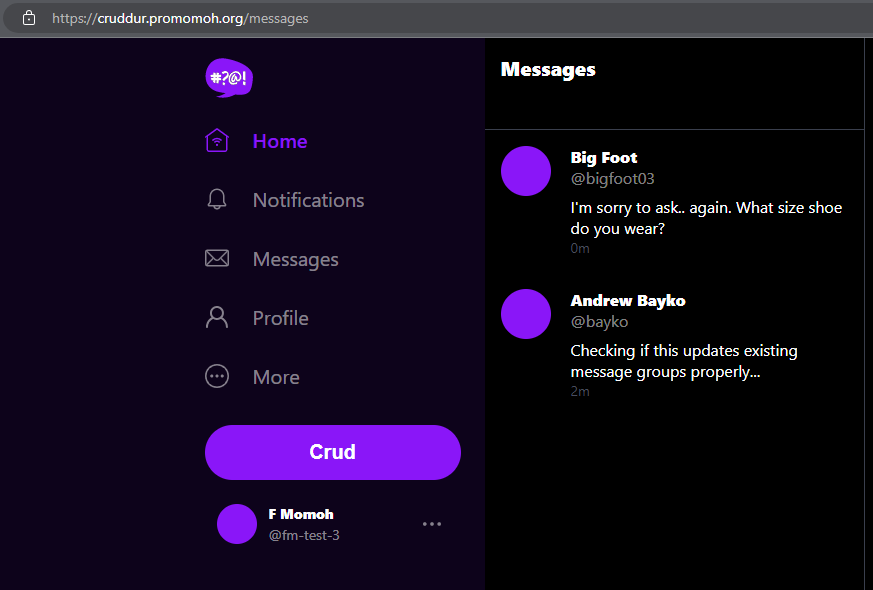 https://cruddur.promomoh.org/messages
#?@!
Home
Notifications
Messages
Profile
More
Crud
F Momoh
@fm-test-3
Messages
Big Foot
@bigfoot03
I'm sorry to ask.. again. What size shoe
do you wear?
0m
Andrew Bayko
@bayko
Checking if this updates existing
message groups properly...
2m